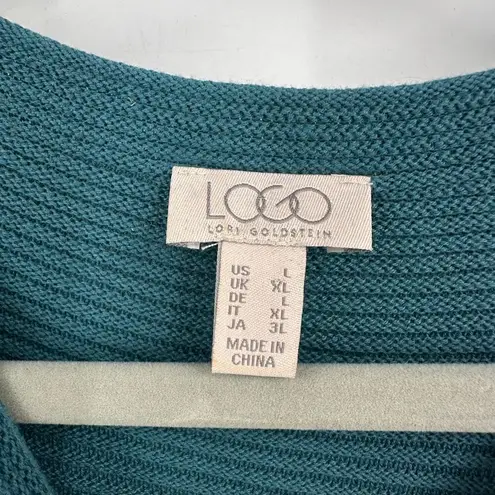 LOGO
LORI GOLDSTEIN
US L
UK XL
DE L
IT XL
JA 3L
MADE IN
CHINA